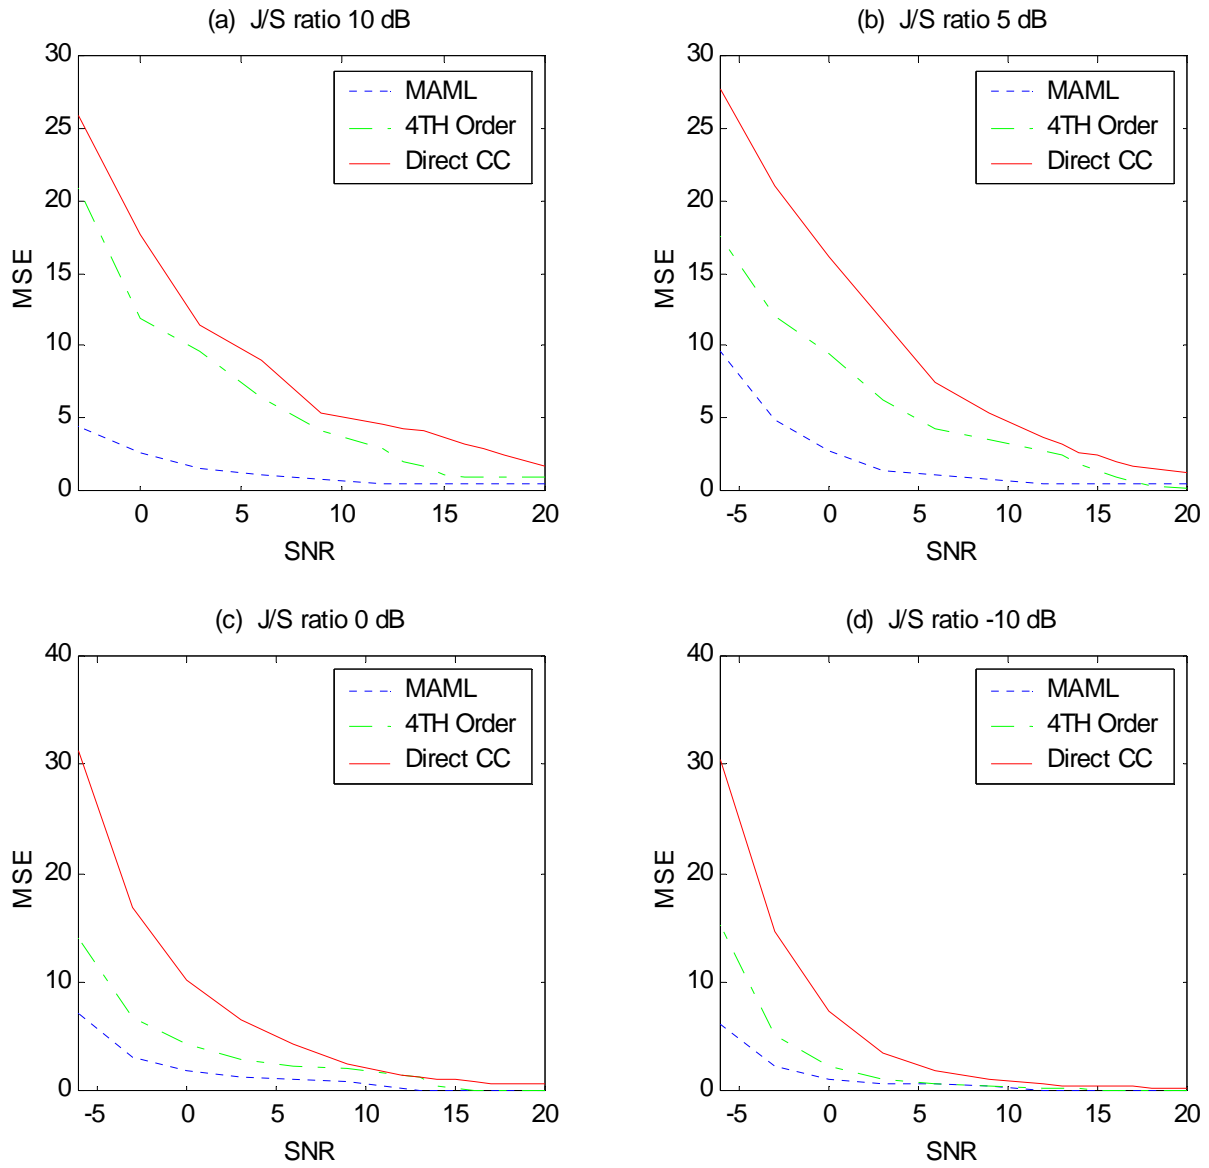 (a) J/S ratio 10 dB
30
25
20
15
10
5
0
MSE
0
5
10
15
20
SNR
MAML
4TH Order
Direct CC
(b) J/S ratio 5 dB
30
25
20
15
10
5
0
MSE
-5
0
5
10
15
20
SNR
MAML
4TH Order
Direct CC
(c) J/S ratio 0 dB
40
30
20
10
0
MSE
-5
0
5
10
15
20
SNR
MAML
4TH Order
Direct CC
(d) J/S ratio -10 dB
40
30
20
10
0
MSE
-5
0
5
10
15
20
SNR
MAML
4TH Order
Direct CC